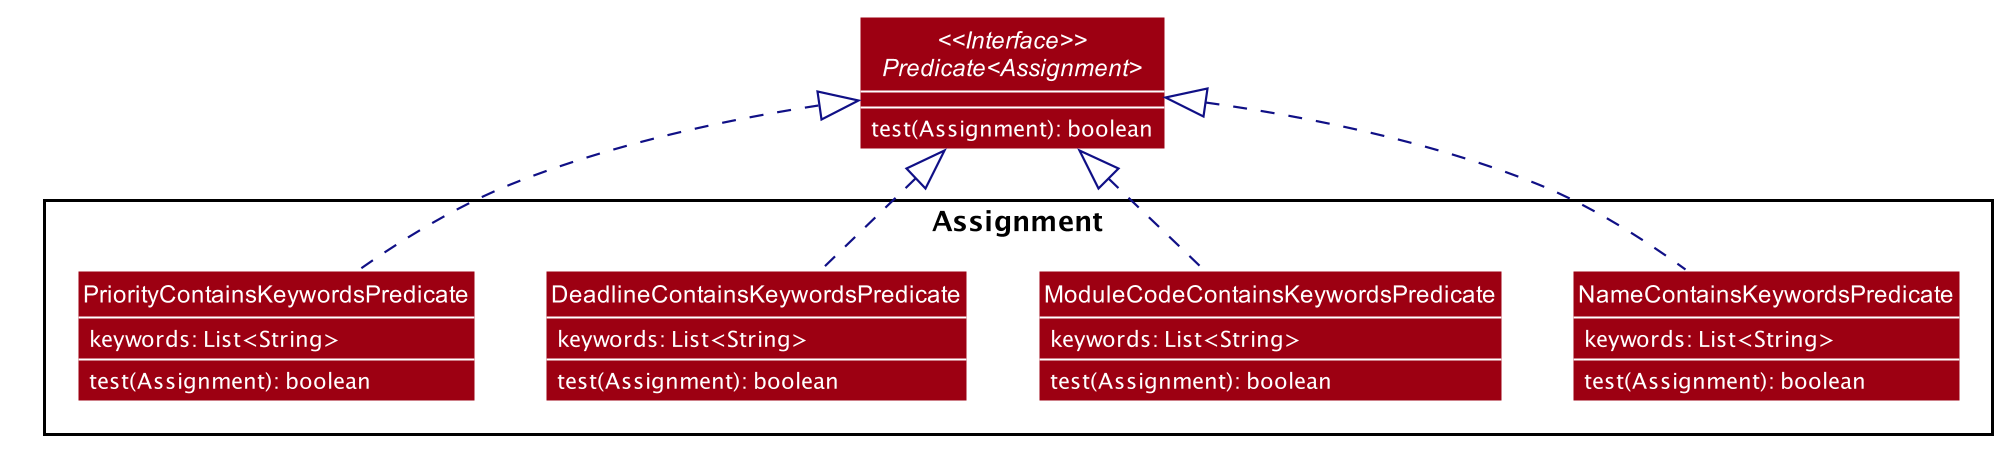 <<Interface>>
Predicate<Assignment>
test(Assignment): boolean
Assignment
PriorityContainsKeywordsPredicate
keywords: List<String>
test(Assignment): boolean
DeadlineContainsKeywordsPredicate
keywords: List<String>
test(Assignment): boolean
ModuleCodeContainsKeywordsPredicate
keywords: List<String>
test(Assignment): boolean
NameContainsKeywordsPredicate
keywords: List<String>
test(Assignment): boolean